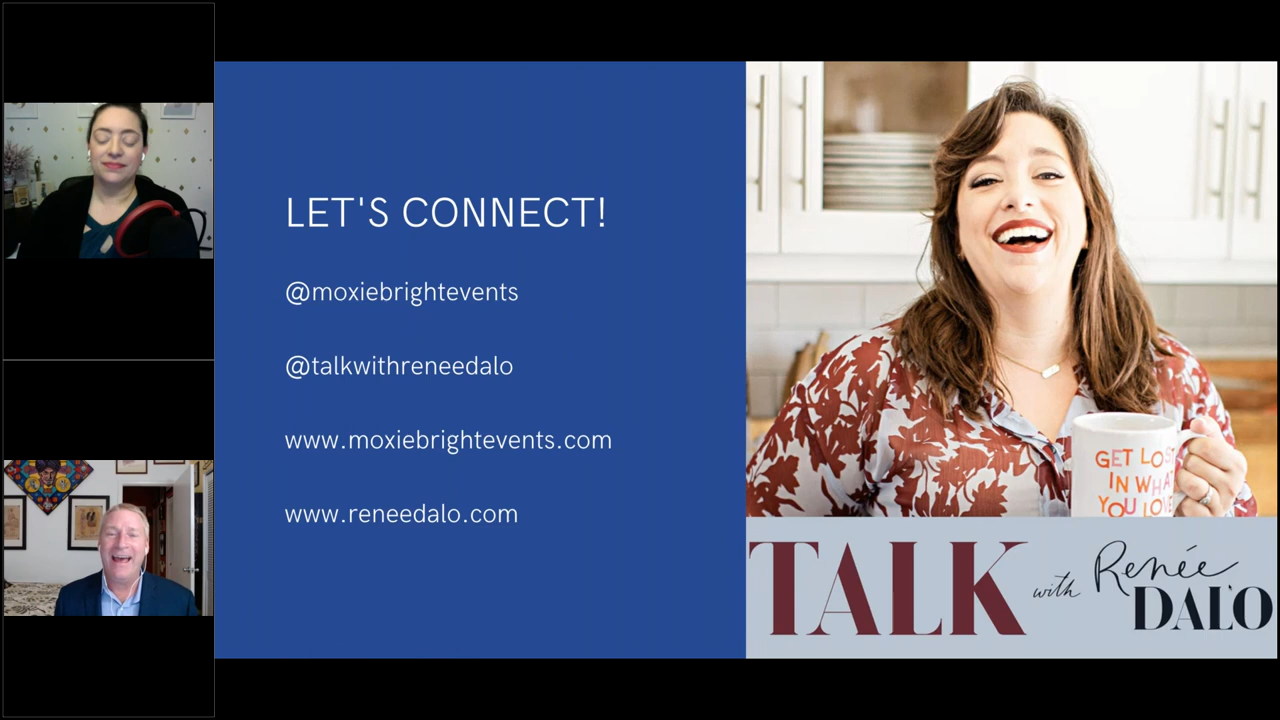 LET'S CONNECT!
@moxiebrightevents
@talkwithreneedalo
www.moxiebrightevents.com
www.reneedalo.com
GET LOST
IN WHAT
YOU LOVE
TALK with Renée
DALO